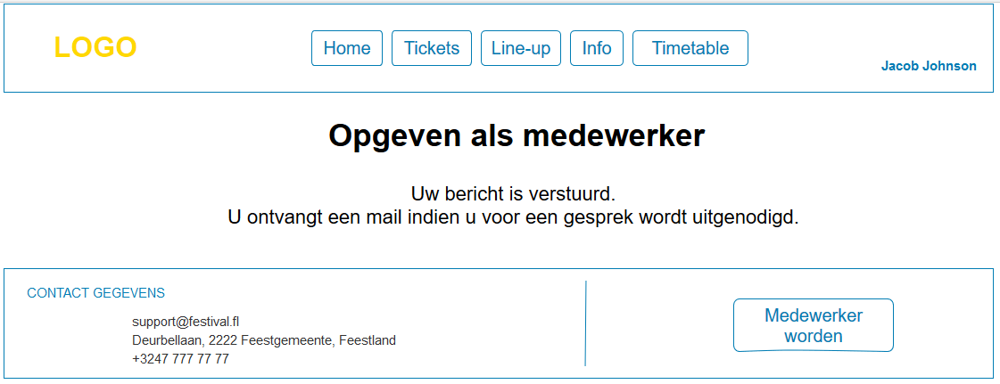 LOGO
Home
Tickets
Line-up
Info
Timetable
Jacob Johnson
Opgeven als medewerker
Uw bericht is verstuurd.
U ontvangt een mail indien u voor een gesprek wordt uitgenodigd.
CONTACT GEGEVENS
support@festival.fl
Deurbellaan, 2222 Feestgemeente, Feestland
+3247 777 77 77
Medewerker
worden